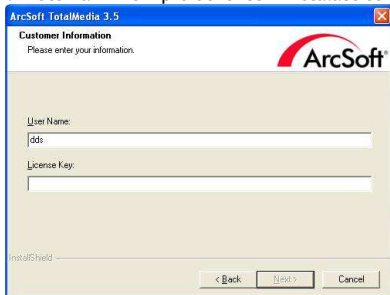 ArcSoft TotalMedia 3.5
Customer Information
Please enter your information.
ArcSoft
User Name:
dds
License Key:
InstallShield
< Back
Next >
Cancel